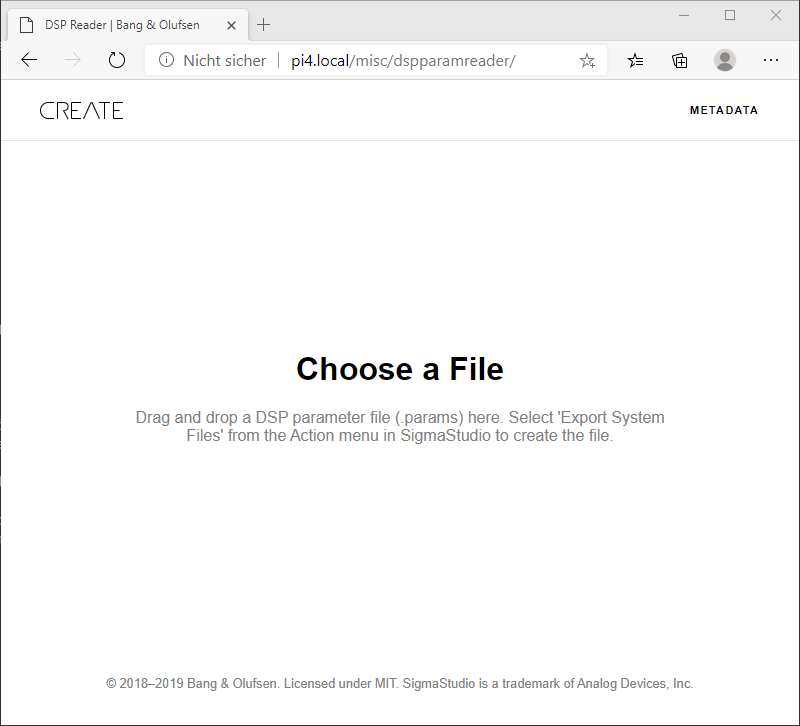 DSP Reader | Bang & Olufsen
Nicht sicher | pi4.local/misc/dspparamreader/
CREATE
METADATA
Choose a File
Drag and drop a DSP parameter file (.params) here. Select 'Export System
Files' from the Action menu in SigmaStudio to create the file.
© 2018–2019 Bang & Olufsen. Licensed under MIT. SigmaStudio is a trademark of Analog Devices, Inc.